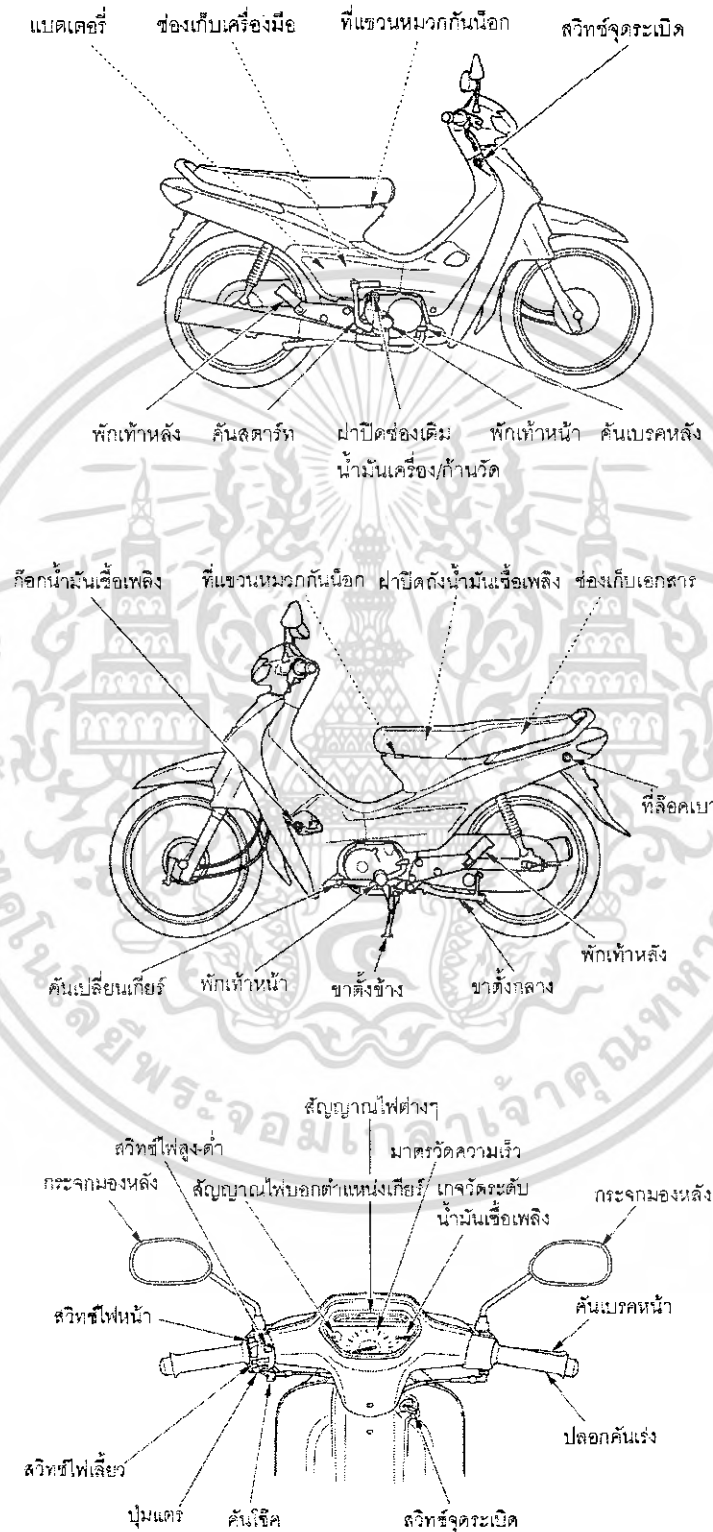 แบตเตอรี่ ช่องเก็บเครื่องมือ ที่แขวนหมวกกันน็อก สวิทช์จุดระเบิด
พักเท้าหลัง คันสตาร์ท ฝาปิดช่องเติม พักเท้าหน้า คันเบรคหลัง
น้ำมันเครื่อง/ก้านวัด
ก๊อกน้ำมันเชื้อเพลิง ที่แขวนหมวกกันน็อก ฝาปิดถังน้ำมันเชื้อเพลิง ช่องเก็บเอกสาร
ที่ล๊อคเบา
พักเท้าหลัง
คันเปลี่ยนเกียร์ พักเท้าหน้า ขาตั้งข้าง ขาตั้งกลาง
สัญญาณไฟต่างๆ
สวิทช์ไฟสูง-ต่ำ มาตรวัดความเร็ว
กระจกมองหลัง สัญญาณไฟบอกตำแหน่งเกียร์ เกจวัดระดับ กระจกมองหลัง
น้ำมันเชื้อเพลิง
สวิทช์ไฟหน้า คันเบรคหน้า
ปลอกคันเร่ง
สวิทช์ไฟเลี้ยว
ปุ่มแตร คันโช๊ค สวิทช์จุดระเบิด